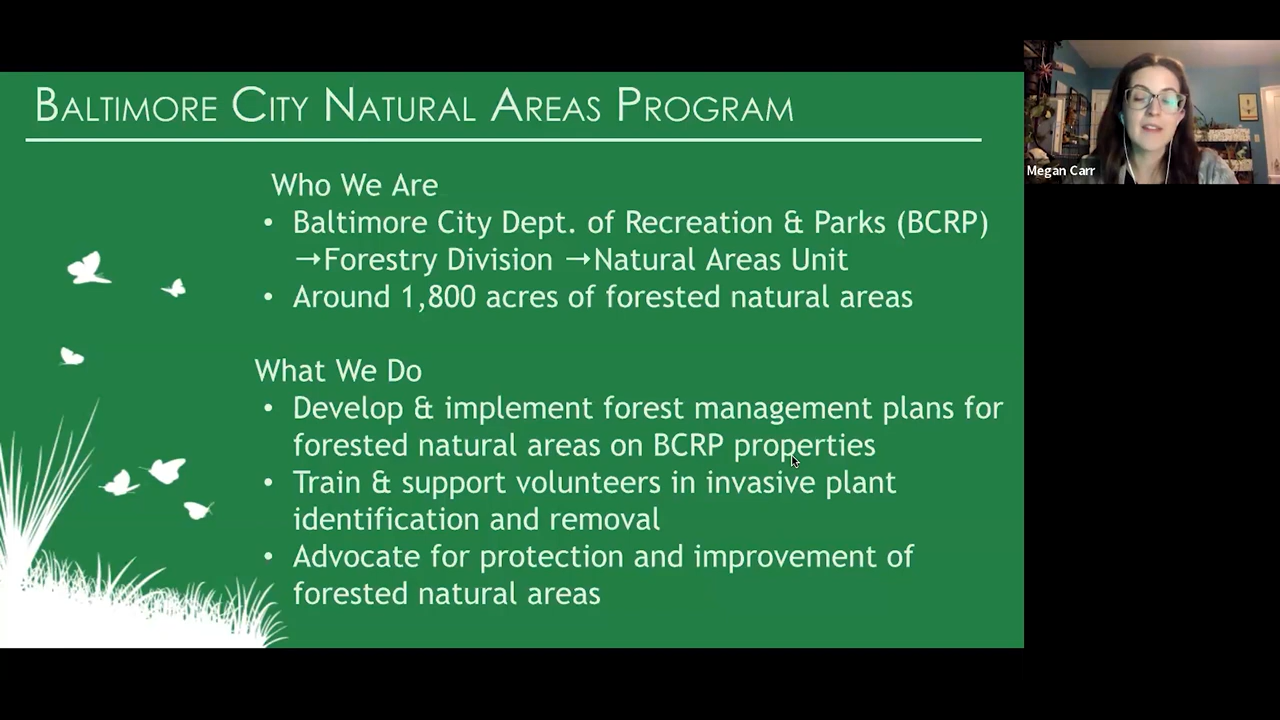 Baltimore City Natural Areas Program
Who We Are
• Baltimore City Dept. of Recreation & Parks (BCRP)
→Forestry Division →Natural Areas Unit
• Around 1,800 acres of forested natural areas
What We Do
• Develop & implement forest management plans for
forested natural areas on BCRP properties
• Train & support volunteers in invasive plant
identification and removal
• Advocate for protection and improvement of
forested natural areas
Megan Carr